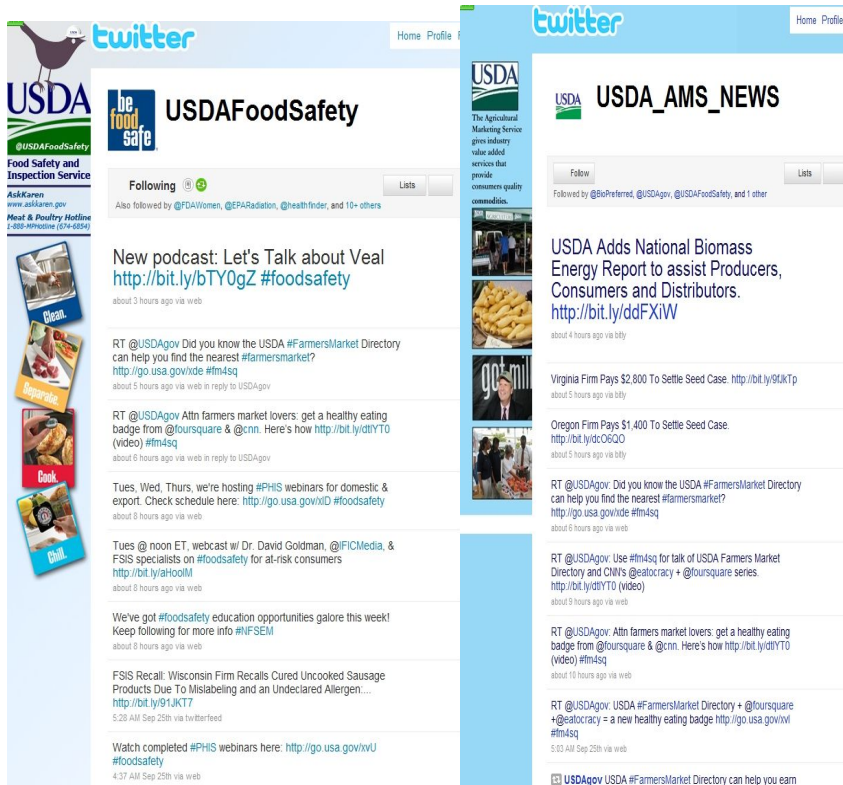 twitter
Home Profile
USDA
@USDAFoodSafety
Food Safety and
Inspection Service
AskKaren
www.askkaren.gov
Meat & Poultry Hotline
1-888-MPHotline (674-6854)
Clean.
Separate.
Cook.
Chill.
be
food
safe
USDAFoodSafety
Following
Lists
Also followed by @FDAWomen, @EPARadiation, @healthfinder, and 10+ others
New podcast: Let's Talk about Veal
http://bit.ly/bTY0gZ #foodsafety
about 3 hours ago via web
RT @USDAgov Did you know the USDA #FarmersMarket Directory
can help you find the nearest #farmersmarket?
http://go.usa.gov/xde #fm4sq
about 5 hours ago via web in reply to USDAgov
RT @USDAgov Attn farmers market lovers: get a healthy eating
badge from @foursquare & @cnn. Here's how http://bit.ly/dtlYT0
(video) #fm4sq
about 6 hours ago via web in reply to USDAgov
Tues, Wed, Thurs, we're hosting #PHIS webinars for domestic &
export. Check schedule here: http://go.usa.gov/xlD #foodsafety
about 8 hours ago via web
Tues @ noon ET, webcast w/ Dr. David Goldman, @IFICMedia, &
FSIS specialists on #foodsafety for at-risk consumers
http://bit.ly/aHoolM
about 8 hours ago via web
We've got #foodsafety education opportunities galore this week!
Keep following for more info #NFSEM
about 8 hours ago via web
FSIS Recall: Wisconsin Firm Recalls Cured Uncooked Sausage
Products Due To Mislabeling and an Undeclared Allergen:...
http://bit.ly/91JKT7
5:28 AM Sep 25th via twitterfeed
Watch completed #PHIS webinars here: http://go.usa.gov/xvU
#foodsafety
4:37 AM Sep 25th via web
twitter
Home Profile
USDA
The Agricultural
Marketing Service
gives industry
value added
services that
provide
consumers quality
commodities.
got mil
USDA
USDA_AMS_NEWS
Follow
Lists
Followed by @BioPreferred, @USDAgov, @USDAFoodSafety, and 1 other
USDA Adds National Biomass
Energy Report to assist Producers,
Consumers and Distributors.
http://bit.ly/ddFXiW
about 4 hours ago via bitly
Virginia Firm Pays $2,800 To Settle Seed Case. http://bit.ly/9fJkTp
about 5 hours ago via bitly
Oregon Firm Pays $1,400 To Settle Seed Case.
http://bit.ly/dcO6QO
about 5 hours ago via bitly
RT @USDAgov: Did you know the USDA #FarmersMarket Directory
can help you find the nearest #farmersmarket?
http://go.usa.gov/xde #fm4sq
about 6 hours ago via web
RT @USDAgov: Use #fm4sq for talk of USDA Farmers Market
Directory and CNN's @eatocracy + @foursquare series.
http://bit.ly/dtlYT0 (video)
about 9 hours ago via web
RT @USDAgov: Attn farmers market lovers: get a healthy eating
badge from @foursquare & @cnn. Here's how http://bit.ly/dtlYT0
(video) #fm4sq
about 10 hours ago via web
RT @USDAgov: USDA #FarmersMarket Directory + @foursquare
+@eatocracy = a new healthy eating badge http://go.usa.gov/xvl
#fm4sq
5:03 AM Sep 25th via web
USDAgov USDA #FarmersMarket Directory can help you earn